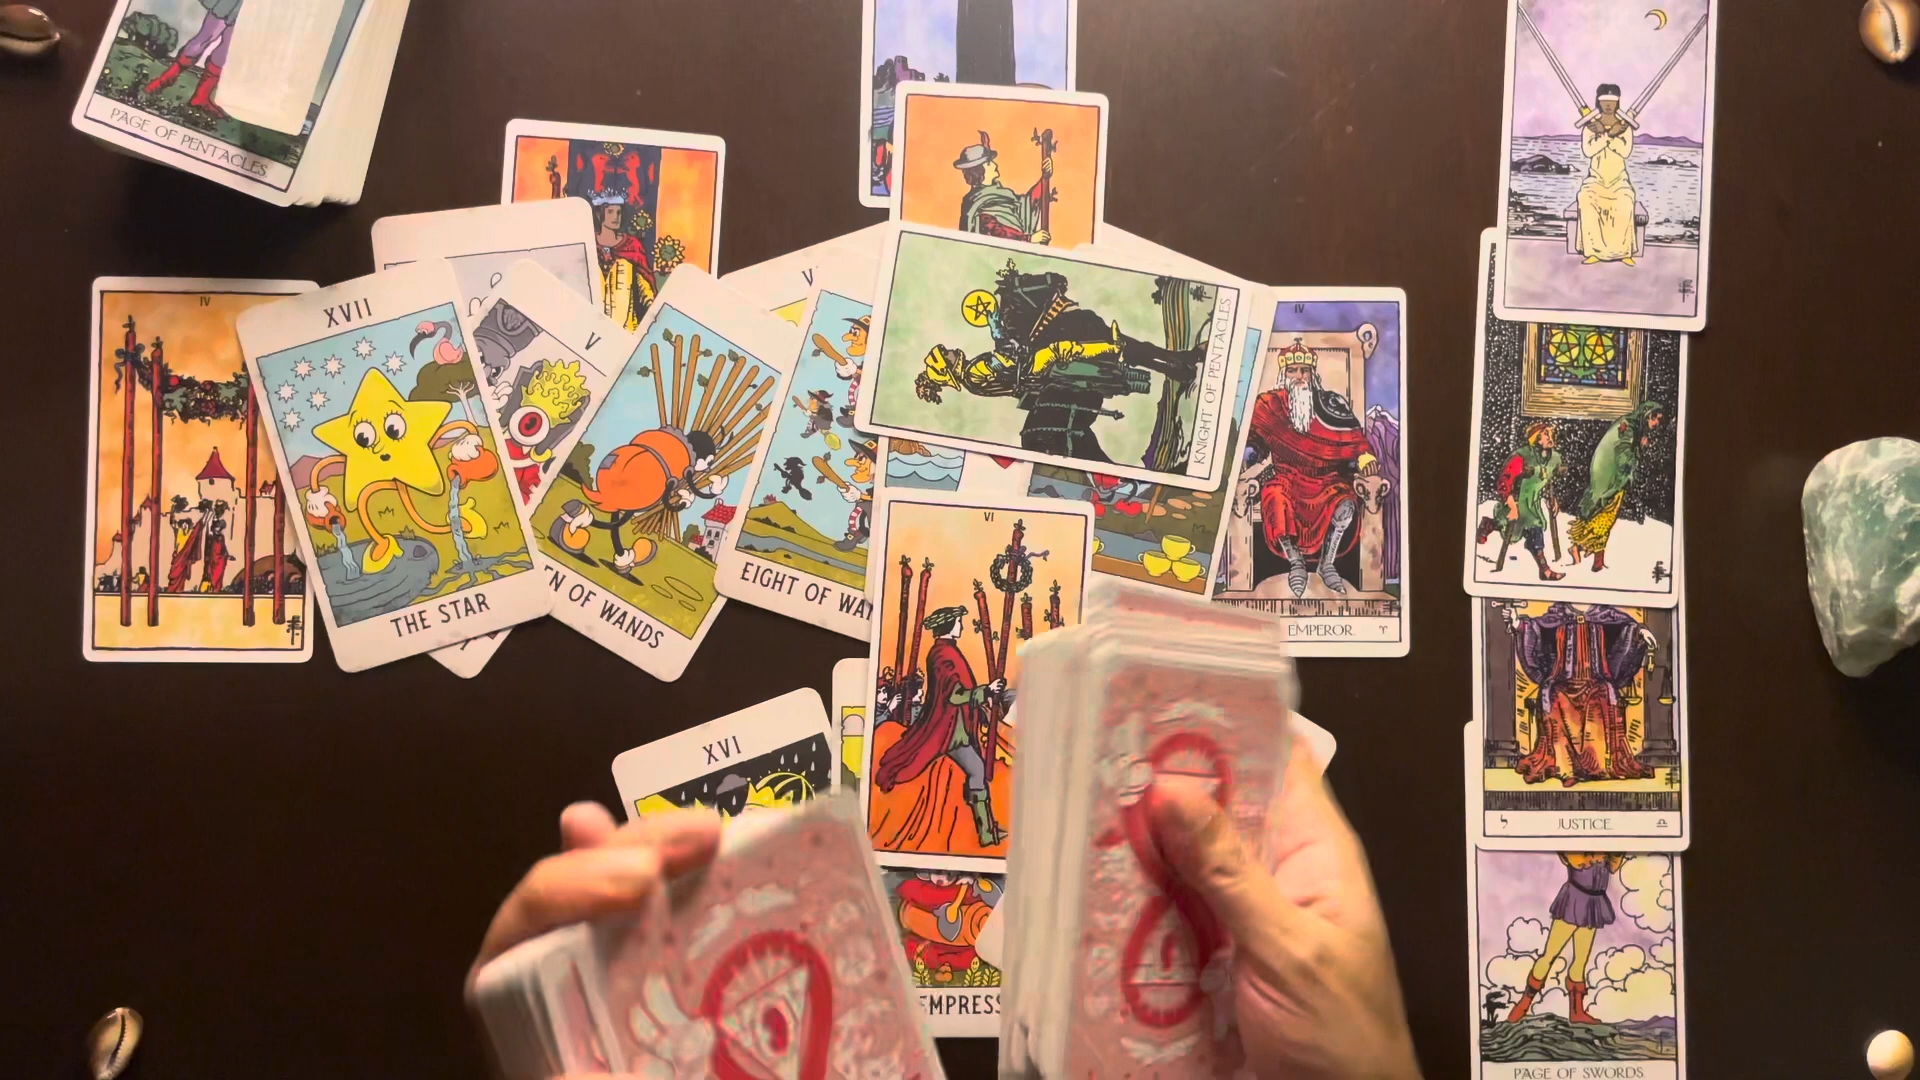 PAGE OF PENTACLES
IV
XVII
V
V
IV
KNIGHT OF PENTACLES
THE STAR
EN OF WANDS
EIGHT OF WA
VI
EMPEROR
XVI
JUSTICE
EMPRESS
PAGE OF SWORDS